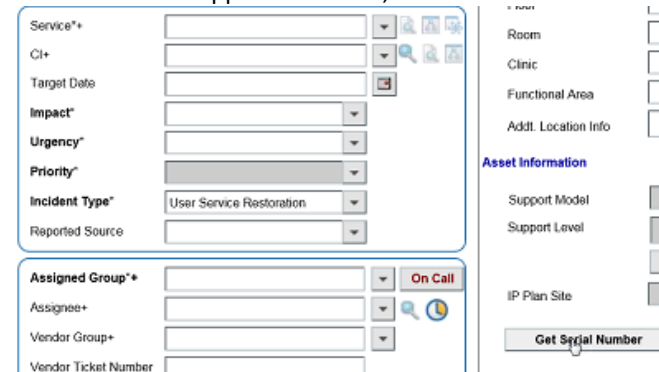 Service*+
CI+
Target Date
Impact*
Urgency*
Priority*
Incident Type*
User Service Restoration
Reported Source
Assigned Group*+
On Call
Assignee+
Vendor Group+
Vendor Ticket Number
Room
Clinic
Functional Area
Addt. Location Info
Asset Information
Support Model
Support Level
IP Plan Site
Get Serial Number